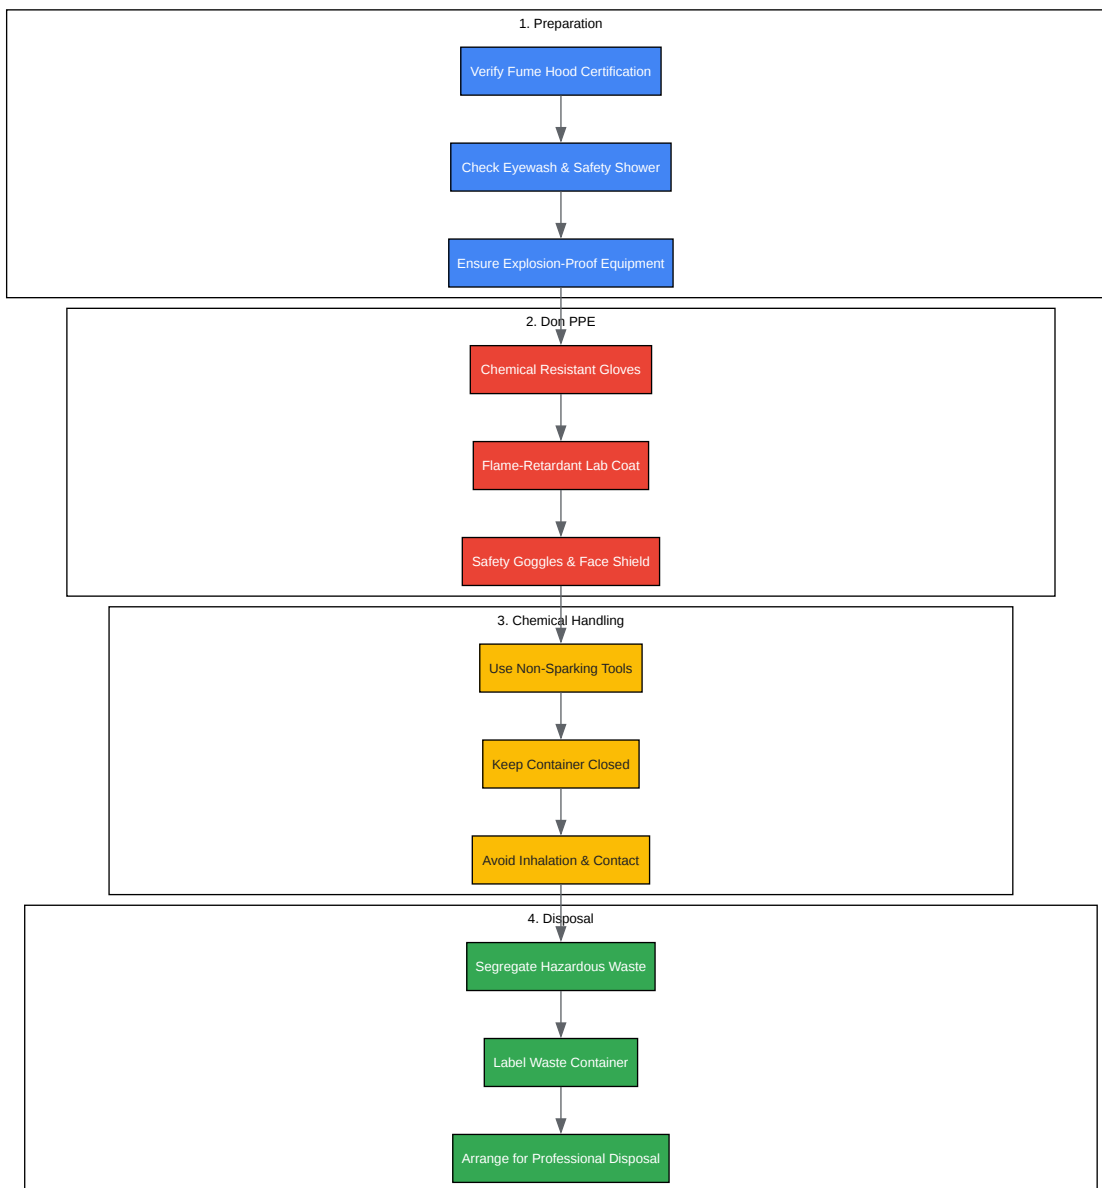 1. Preparation
Verify Fume Hood Certification
Check Eyewash & Safety Shower
Ensure Explosion-Proof Equipment
2. Don PPE
Chemical Resistant Gloves
Flame-Retardant Lab Coat
Safety Goggles & Face Shield
3. Chemical Handling
Use Non-Sparking Tools
Keep Container Closed
Avoid Inhalation & Contact
4. Disposal
Segregate Hazardous Waste
Label Waste Container
Arrange for Professional Disposal